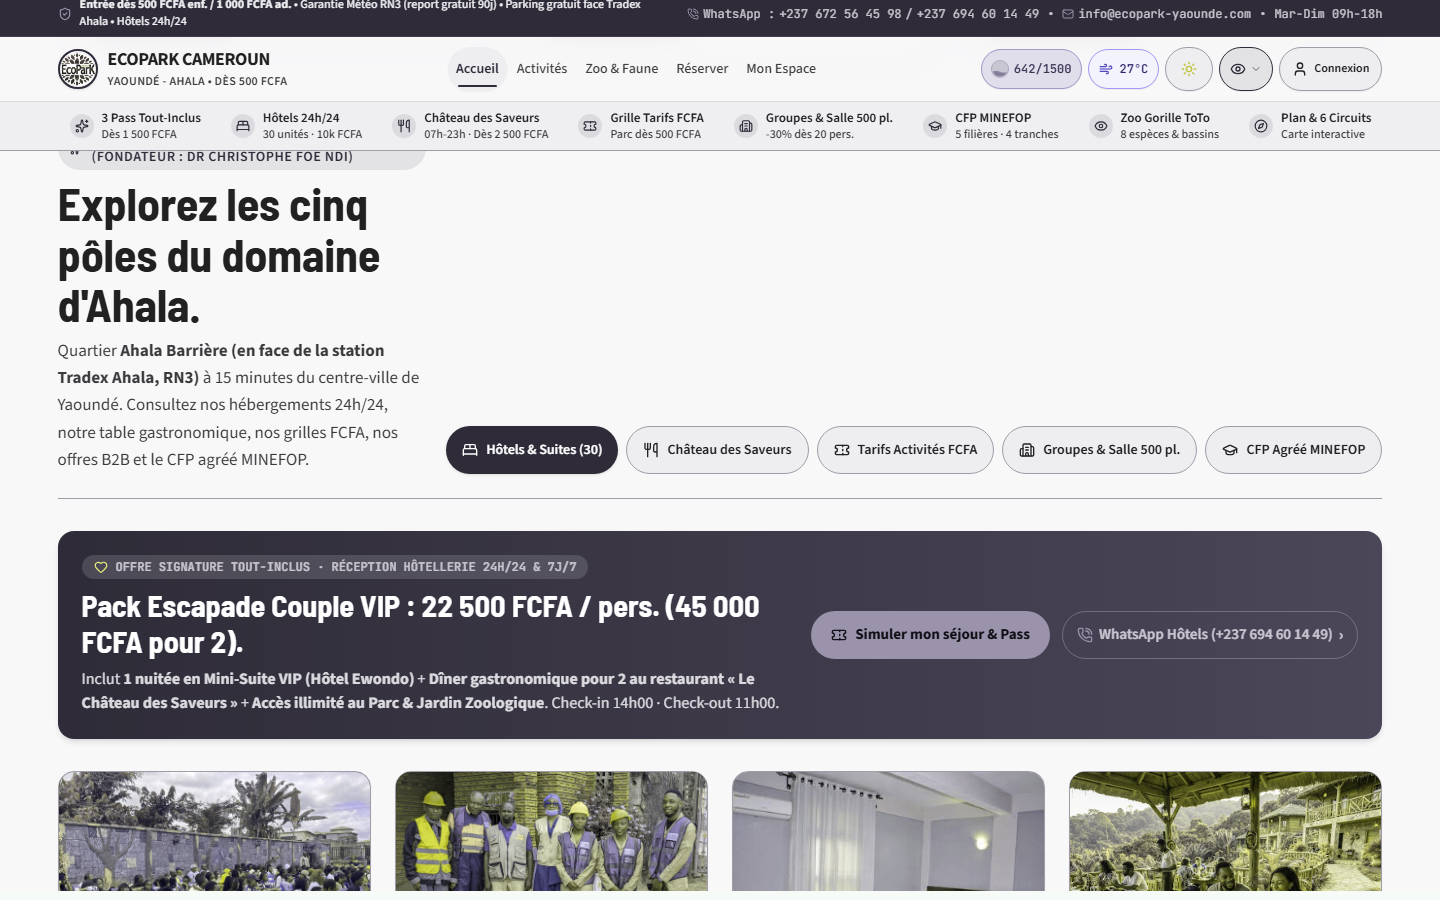 Entrée dès 500 FCFA enf. / 1 000 FCFA ad. • Garantie Météo RN3 (report gratuit 90j) • Parking gratuit face Tradex
Ahala • Hôtels 24h/24
WhatsApp : +237 672 56 45 98 / +237 694 60 14 49 • info@ecopark-yaounde.com • Mar-Dim 09h-18h
EcoPark
ECOPARK CAMEROUN
YAOUNDÉ - AHALA • DÈS 500 FCFA
Accueil Activités Zoo & Faune Réserver Mon Espace
642/1500 27°C Connexion
3 Pass Tout-Inclus
Dès 1 500 FCFA
Hôtels 24h/24
30 unités · 10k FCFA
Château des Saveurs
07h-23h · Dès 2 500 FCFA
Grille Tarifs FCFA
Parc dès 500 FCFA
Groupes & Salle 500 pl.
-30% dès 20 pers.
CFP MINEFOP
5 filières · 4 tranches
Zoo Gorille ToTo
8 espèces & bassins
Plan & 6 Circuits
Carte interactive
(FONDATEUR : DR CHRISTOPHE FOE NDI)
Explorez les cinq
pôles du domaine
d'Ahala.
Quartier Ahala Barrière (en face de la station
Tradex Ahala, RN3) à 15 minutes du centre-ville de
Yaoundé. Consultez nos hébergements 24h/24,
notre table gastronomique, nos grilles FCFA, nos
offres B2B et le CFP agréé MINEFOP.
Hôtels & Suites (30) Château des Saveurs Tarifs Activités FCFA Groupes & Salle 500 pl. CFP Agréé MINEFOP
OFFRE SIGNATURE TOUT-INCLUS · RÉCEPTION HÔTELLERIE 24H/24 & 7J/7
Pack Escapade Couple VIP : 22 500 FCFA / pers. (45 000
FCFA pour 2).
Inclut 1 nuitée en Mini-Suite VIP (Hôtel Ewondo) + Dîner gastronomique pour 2 au restaurant « Le
Château des Saveurs » + Accès illimité au Parc & Jardin Zoologique. Check-in 14h00 · Check-out 11h00.
Simuler mon séjour & Pass
WhatsApp Hôtels (+237 694 60 14 49) ›